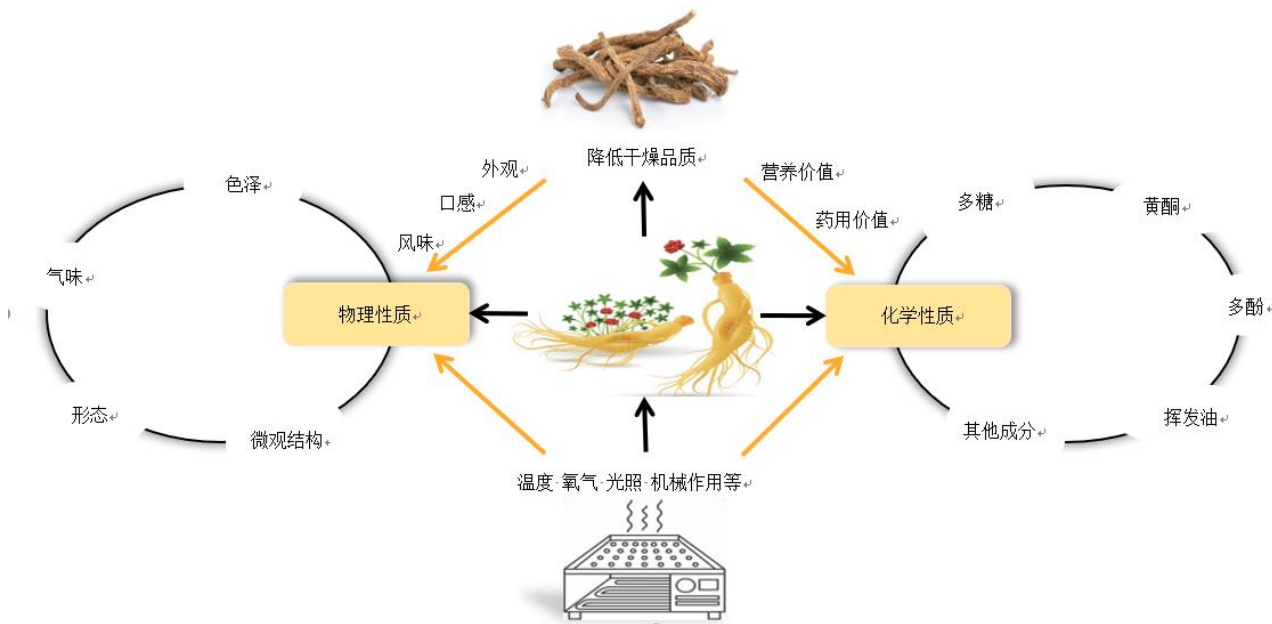 降低干燥品质
外观
口感
风味
营养价值
药用价值
色泽
气味
形态
微观结构
物理性质
化学性质
多糖
黄酮
多酚
挥发油
其他成分
温度-氧气-光照-机械作用等